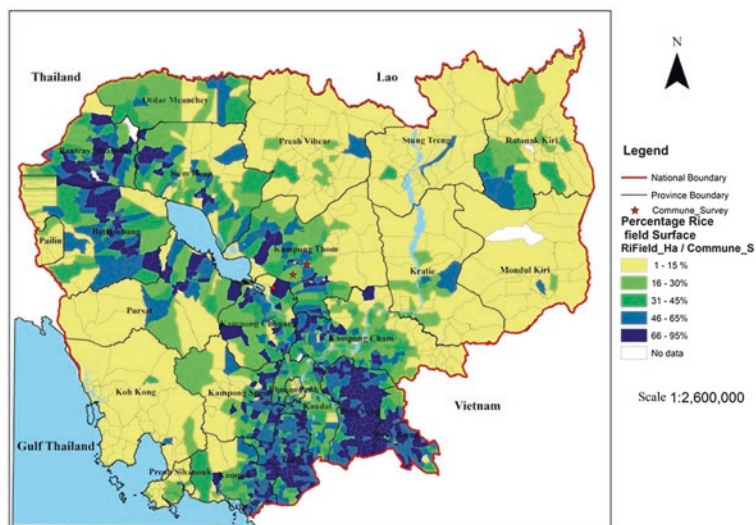 Thailand
Lao
Otdar Meanchey
Preah Vihear
Stung Treng
Ratanak Kiri
Siem Reap
Battambang
Pailin
Kampong Thom
Kratie
Mondul Kiri
Pursat
Kampong Chhnang
Kampong Cham
Koh Kong
Kampong Speu
Kandal
Vietnam
Gulf Thailand
Preah Sihanouk
Kampot
N
Legend
National Boundary
Province Boundary
Commune_Survey
Percentage Rice
field Surface
RiField_Ha / Commune_S
1 - 15 %
16 - 30%
31 - 45%
46 - 65%
66 - 95%
No data
Scale 1:2,600,000